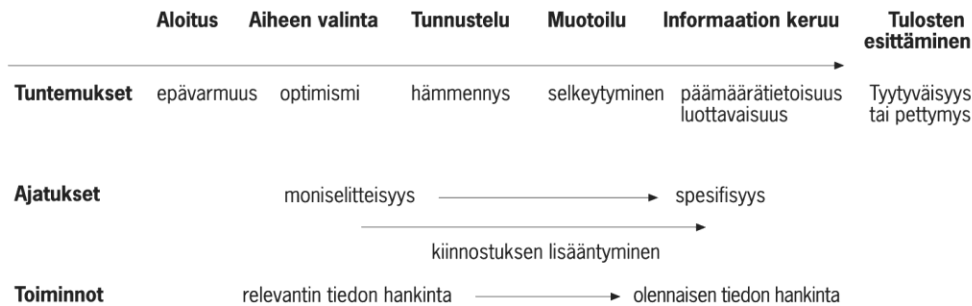 Aloitus Aiheen valinta Tunnustelu Muotoilu Informaation keruu Tulosten
esittäminen
Tuntemukset epävarmuus optimismi hämmennys selkeytyminen päämäärätietoisuus Tyytyväisyys
luottavaisuus tai pettymys
Ajatukset moniselitteisyys spesifisyys
kiinnostuksen lisääntyminen
Toiminnot relevantin tiedon hankinta olennaisen tiedon hankinta